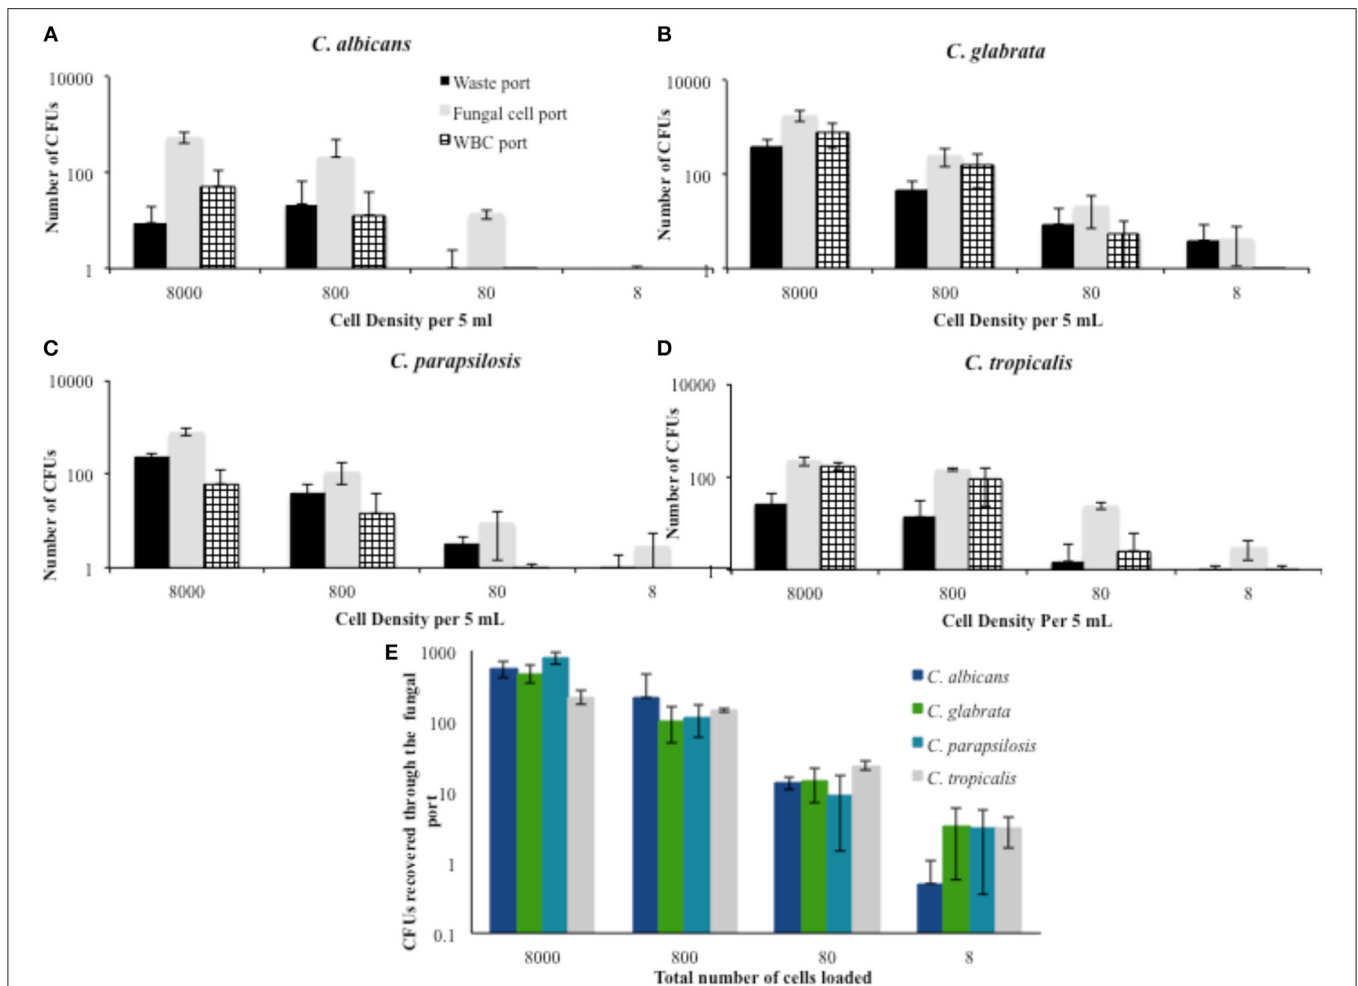 A
C. albicans
Number of CFUs
10000
100
1
Waste port
Fungal cell port
WBC port
8000 800 80 8
Cell Density per 5 ml
B
C. glabrata
Number of CFUs
10000
100
1
8000 800 80 8
Cell Density per 5 mL
C
C. parapsilosis
Number of CFUs
10000
100
1
8000 800 80 8
Cell Density per 5 mL
D
C. tropicalis
Number of CFUs
10000
100
1
8000 800 80 8
Cell Density Per 5 mL
E
CFUs recovered through the fungal
port
1000
100
10
1
0.1
C. albicans
C. glabrata
C. parapsilosis
C. tropicalis
8000 800 80 8
Total number of cells loaded